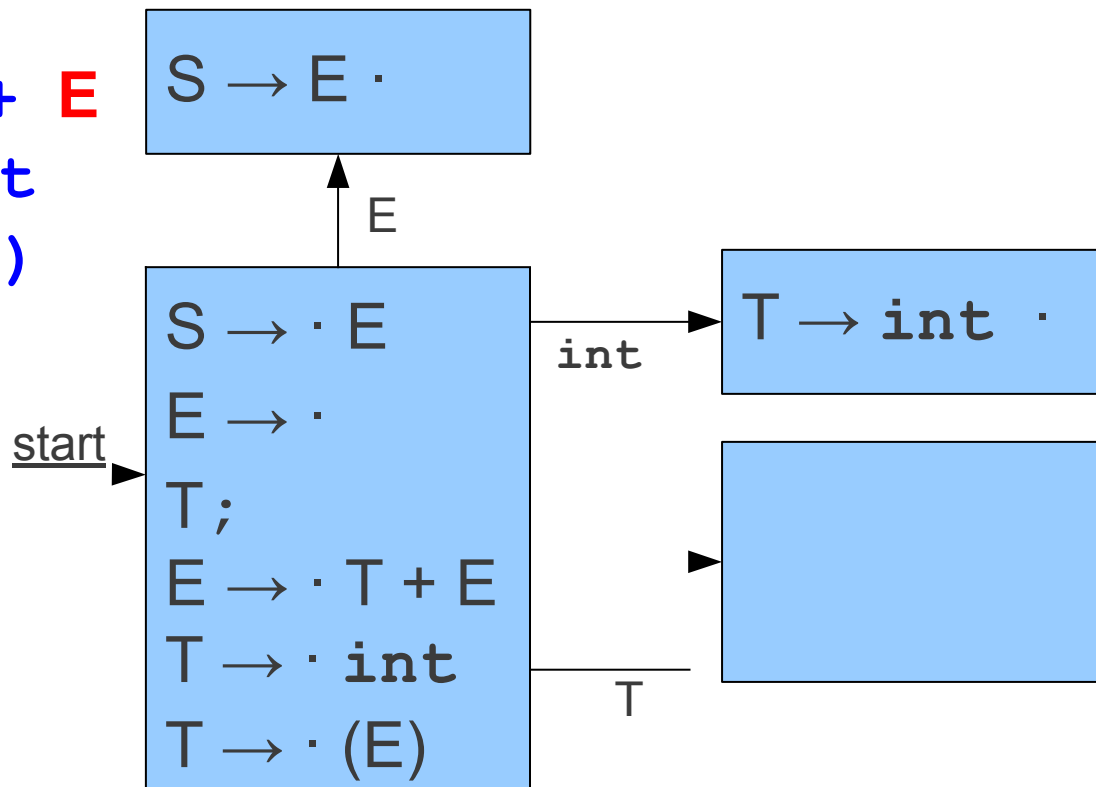 S → E ·
+ E
t
)
E
S → · E
E → ·
T;
E → · T + E
T → · int
T → · (E)
start
int
T → int ·
T